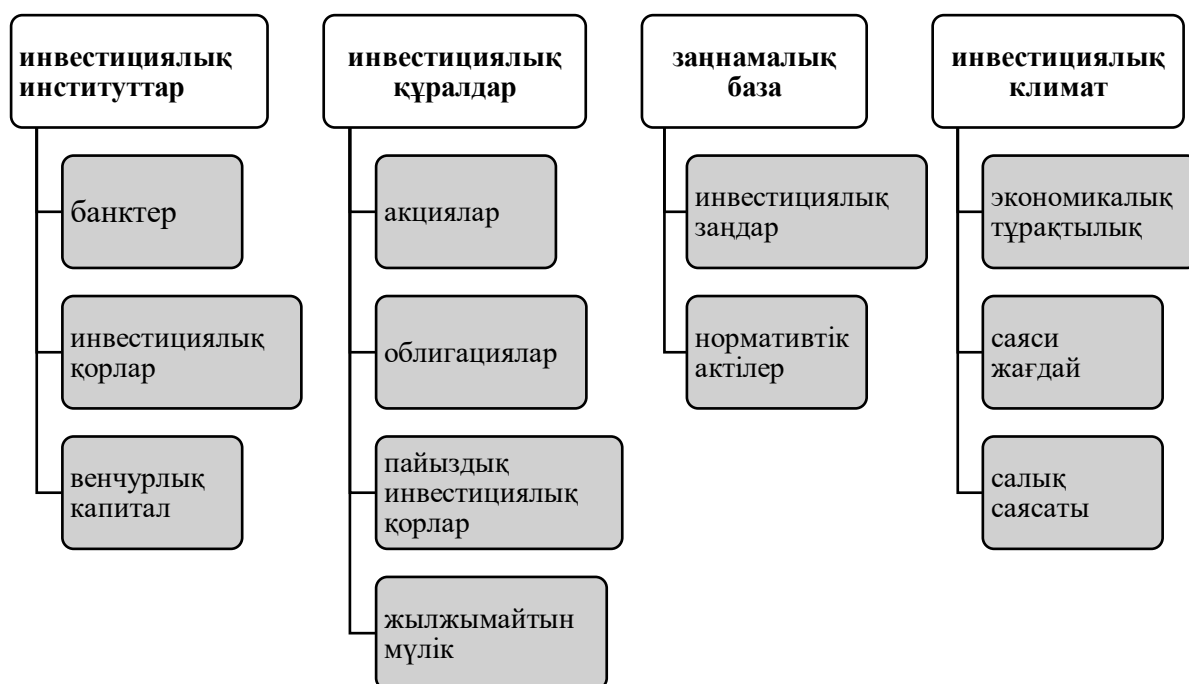 инвестициялық
институттар
банктер
инвестициялық
қорлар
венчурлық
капитал
инвестициялық
құралдар
акциялар
облигациялар
пайыздық
инвестициялық
қорлар
жылжымайтын
мүлік
заңнамалық
база
инвестициялық
заңдар
нормативтік
актілер
инвестициялық
климат
экономикалық
тұрақтылық
саяси
жағдай
салық
саясаты